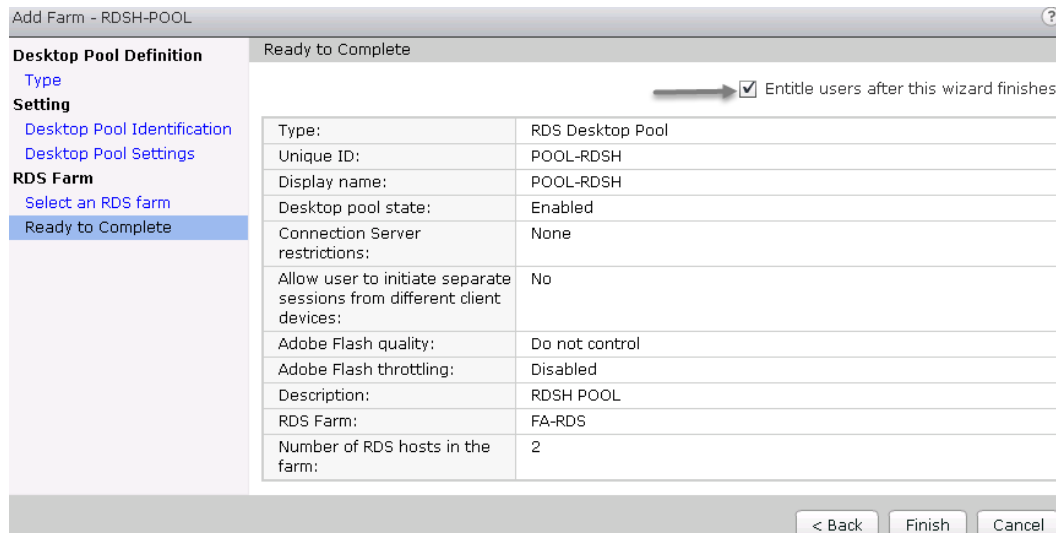 Add Farm - RDSH-POOL
?
Desktop Pool Definition
Type
Setting
Desktop Pool Identification
Desktop Pool Settings
RDS Farm
Select an RDS farm
Ready to Complete
Ready to Complete
Entitle users after this wizard finishes
Type: RDS Desktop Pool
Unique ID: POOL-RDSH
Display name: POOL-RDSH
Desktop pool state: Enabled
Connection Server None
restrictions:
Allow user to initiate separate No
sessions from different client
devices:
Adobe Flash quality: Do not control
Adobe Flash throttling: Disabled
Description: RDSH POOL
RDS Farm: FA-RDS
Number of RDS hosts in the 2
farm:
< Back Finish Cancel